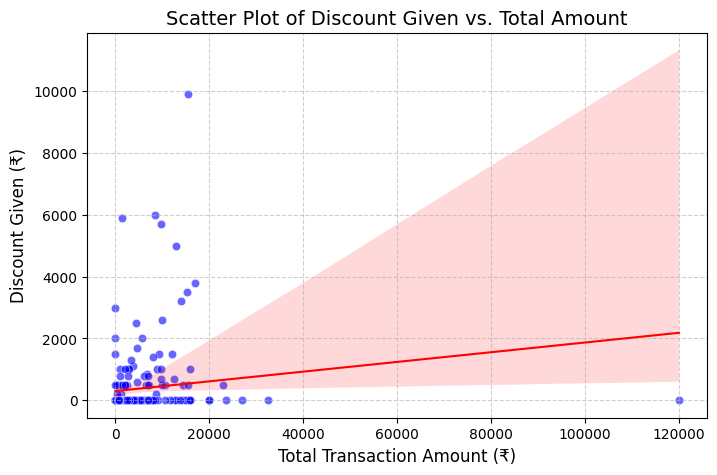 Scatter Plot of Discount Given vs. Total Amount
Discount Given (₹)
10000
8000
6000
4000
2000
0
0 20000 40000 60000 80000 100000 120000
Total Transaction Amount (₹)